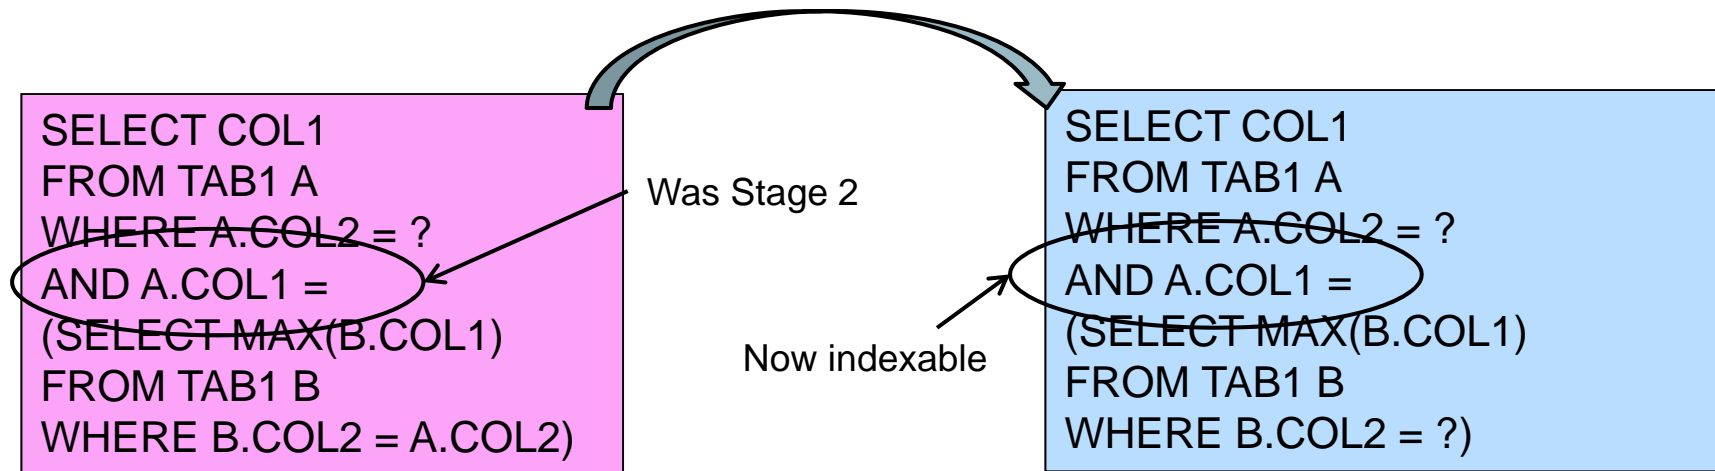 SELECT COL1
FROM TAB1 A
WHERE A.COL2 = ?
AND A.COL1 =
(SELECT MAX(B.COL1)
FROM TAB1 B
WHERE B.COL2 = A.COL2)
Was Stage 2
Now indexable
SELECT COL1
FROM TAB1 A
WHERE A.COL2 = ?
AND A.COL1 =
(SELECT MAX(B.COL1)
FROM TAB1 B
WHERE B.COL2 = ?)